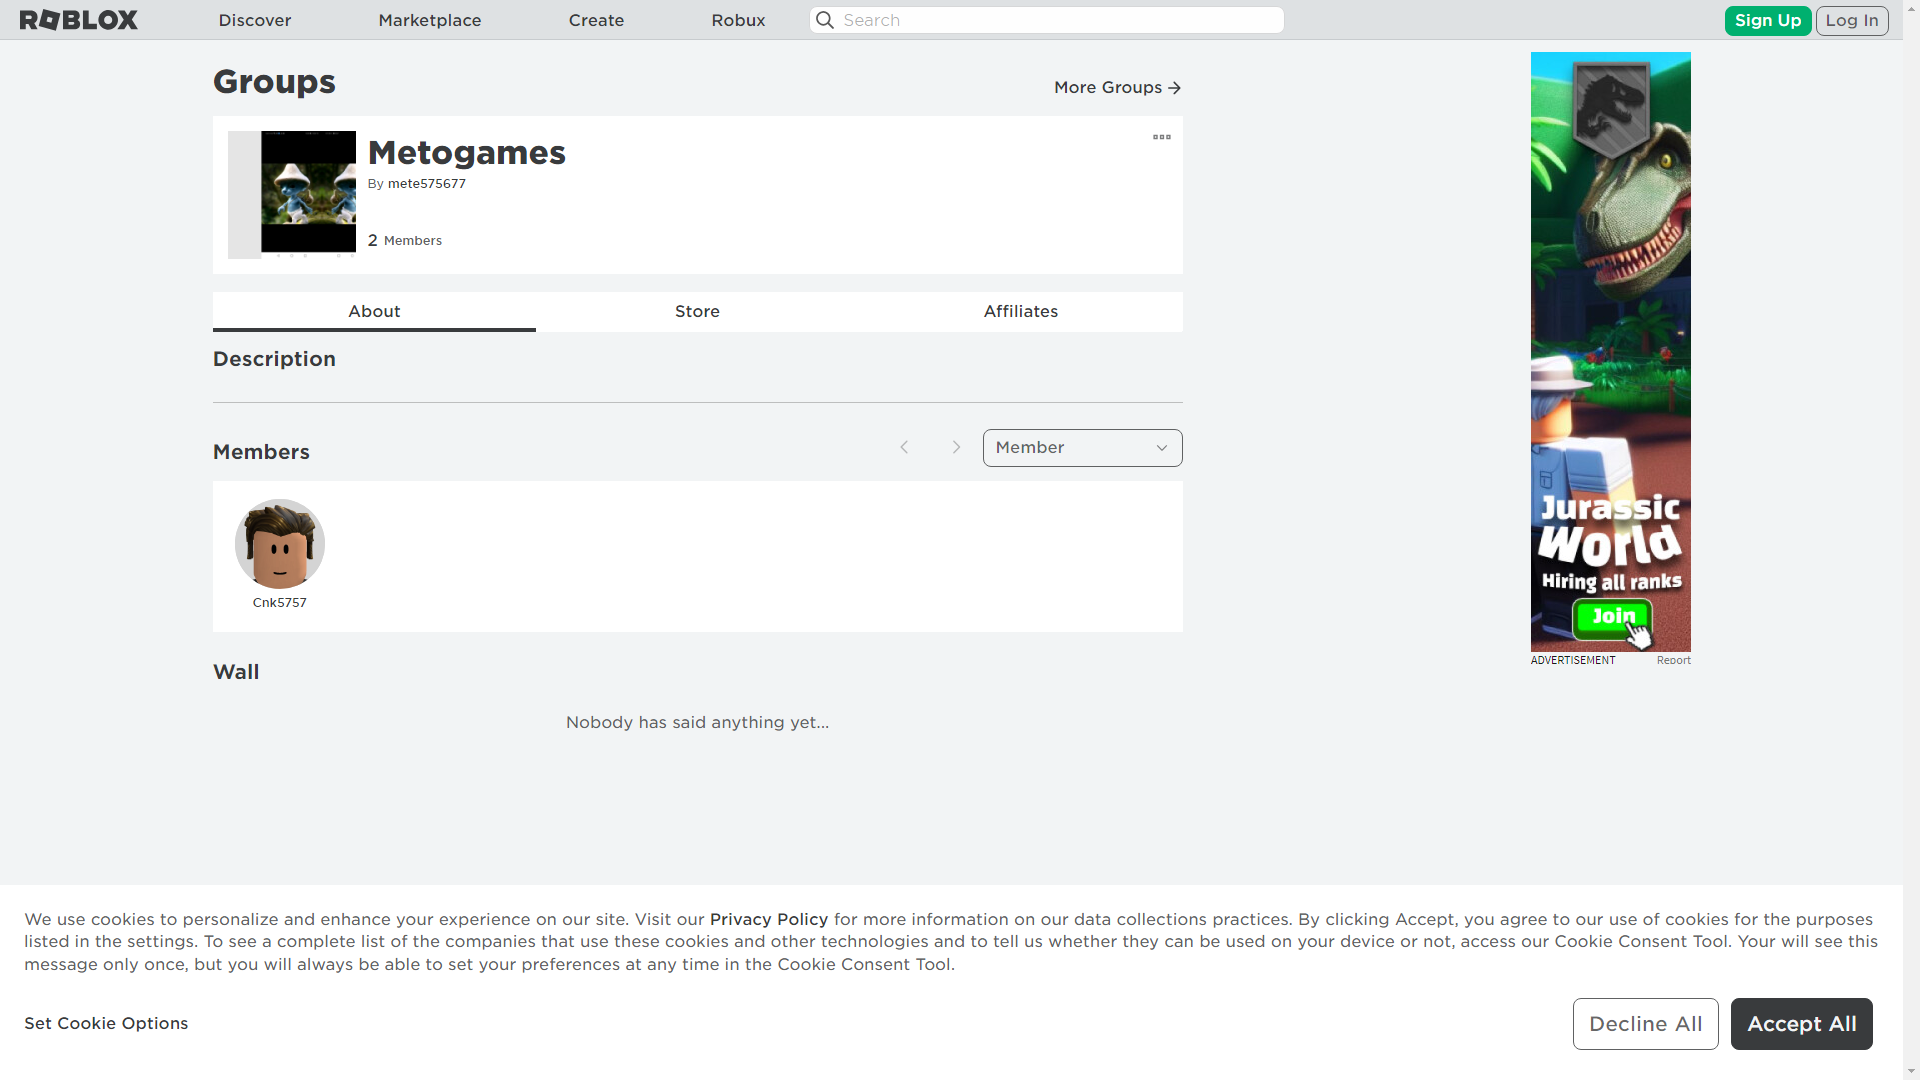 ROBLOX
Discover
Marketplace
Create
Robux
Search
Sign Up
Log In
Groups
More Groups
Metogames
By mete575677
2 Members
About
Store
Affiliates
Description
Members
Member
Cnk5757
Wall
Nobody has said anything yet...
Jurassic
World
Hiring all ranks
Join
ADVERTISEMENT
Report
We use cookies to personalize and enhance your experience on our site. Visit our Privacy Policy for more information on our data collections practices. By clicking Accept, you agree to our use of cookies for the purposes
listed in the settings. To see a complete list of the companies that use these cookies and other technologies and to tell us whether they can be used on your device or not, access our Cookie Consent Tool. Your will see this
message only once, but you will always be able to set your preferences at any time in the Cookie Consent Tool.
Set Cookie Options
Decline All
Accept All